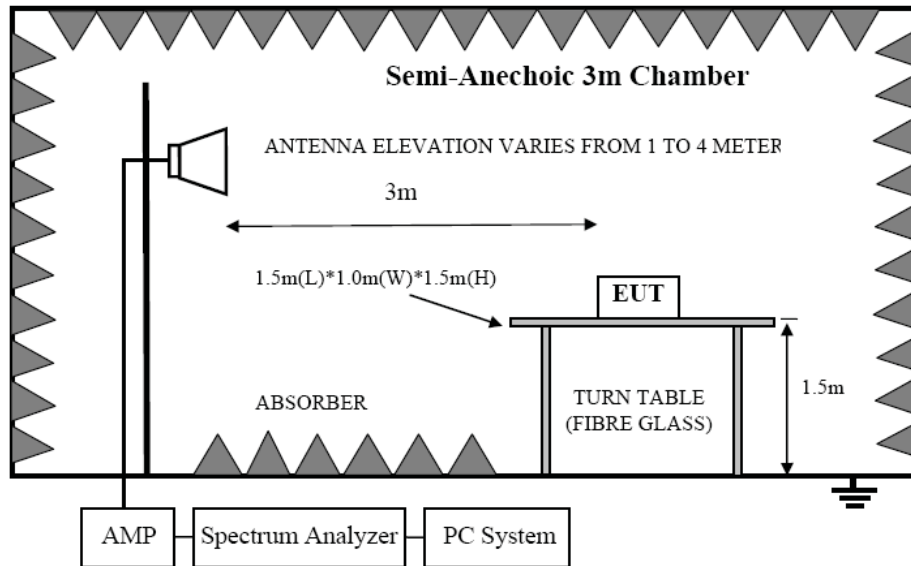 Semi-Anechoic 3m Chamber
ANTENNA ELEVATION VARIES FROM 1 TO 4 METER
3m
1.5m(L)*1.0m(W)*1.5m(H)
EUT
1.5m
ABSORBER
TURN TABLE
(FIBRE GLASS)
AMP
Spectrum Analyzer
PC System